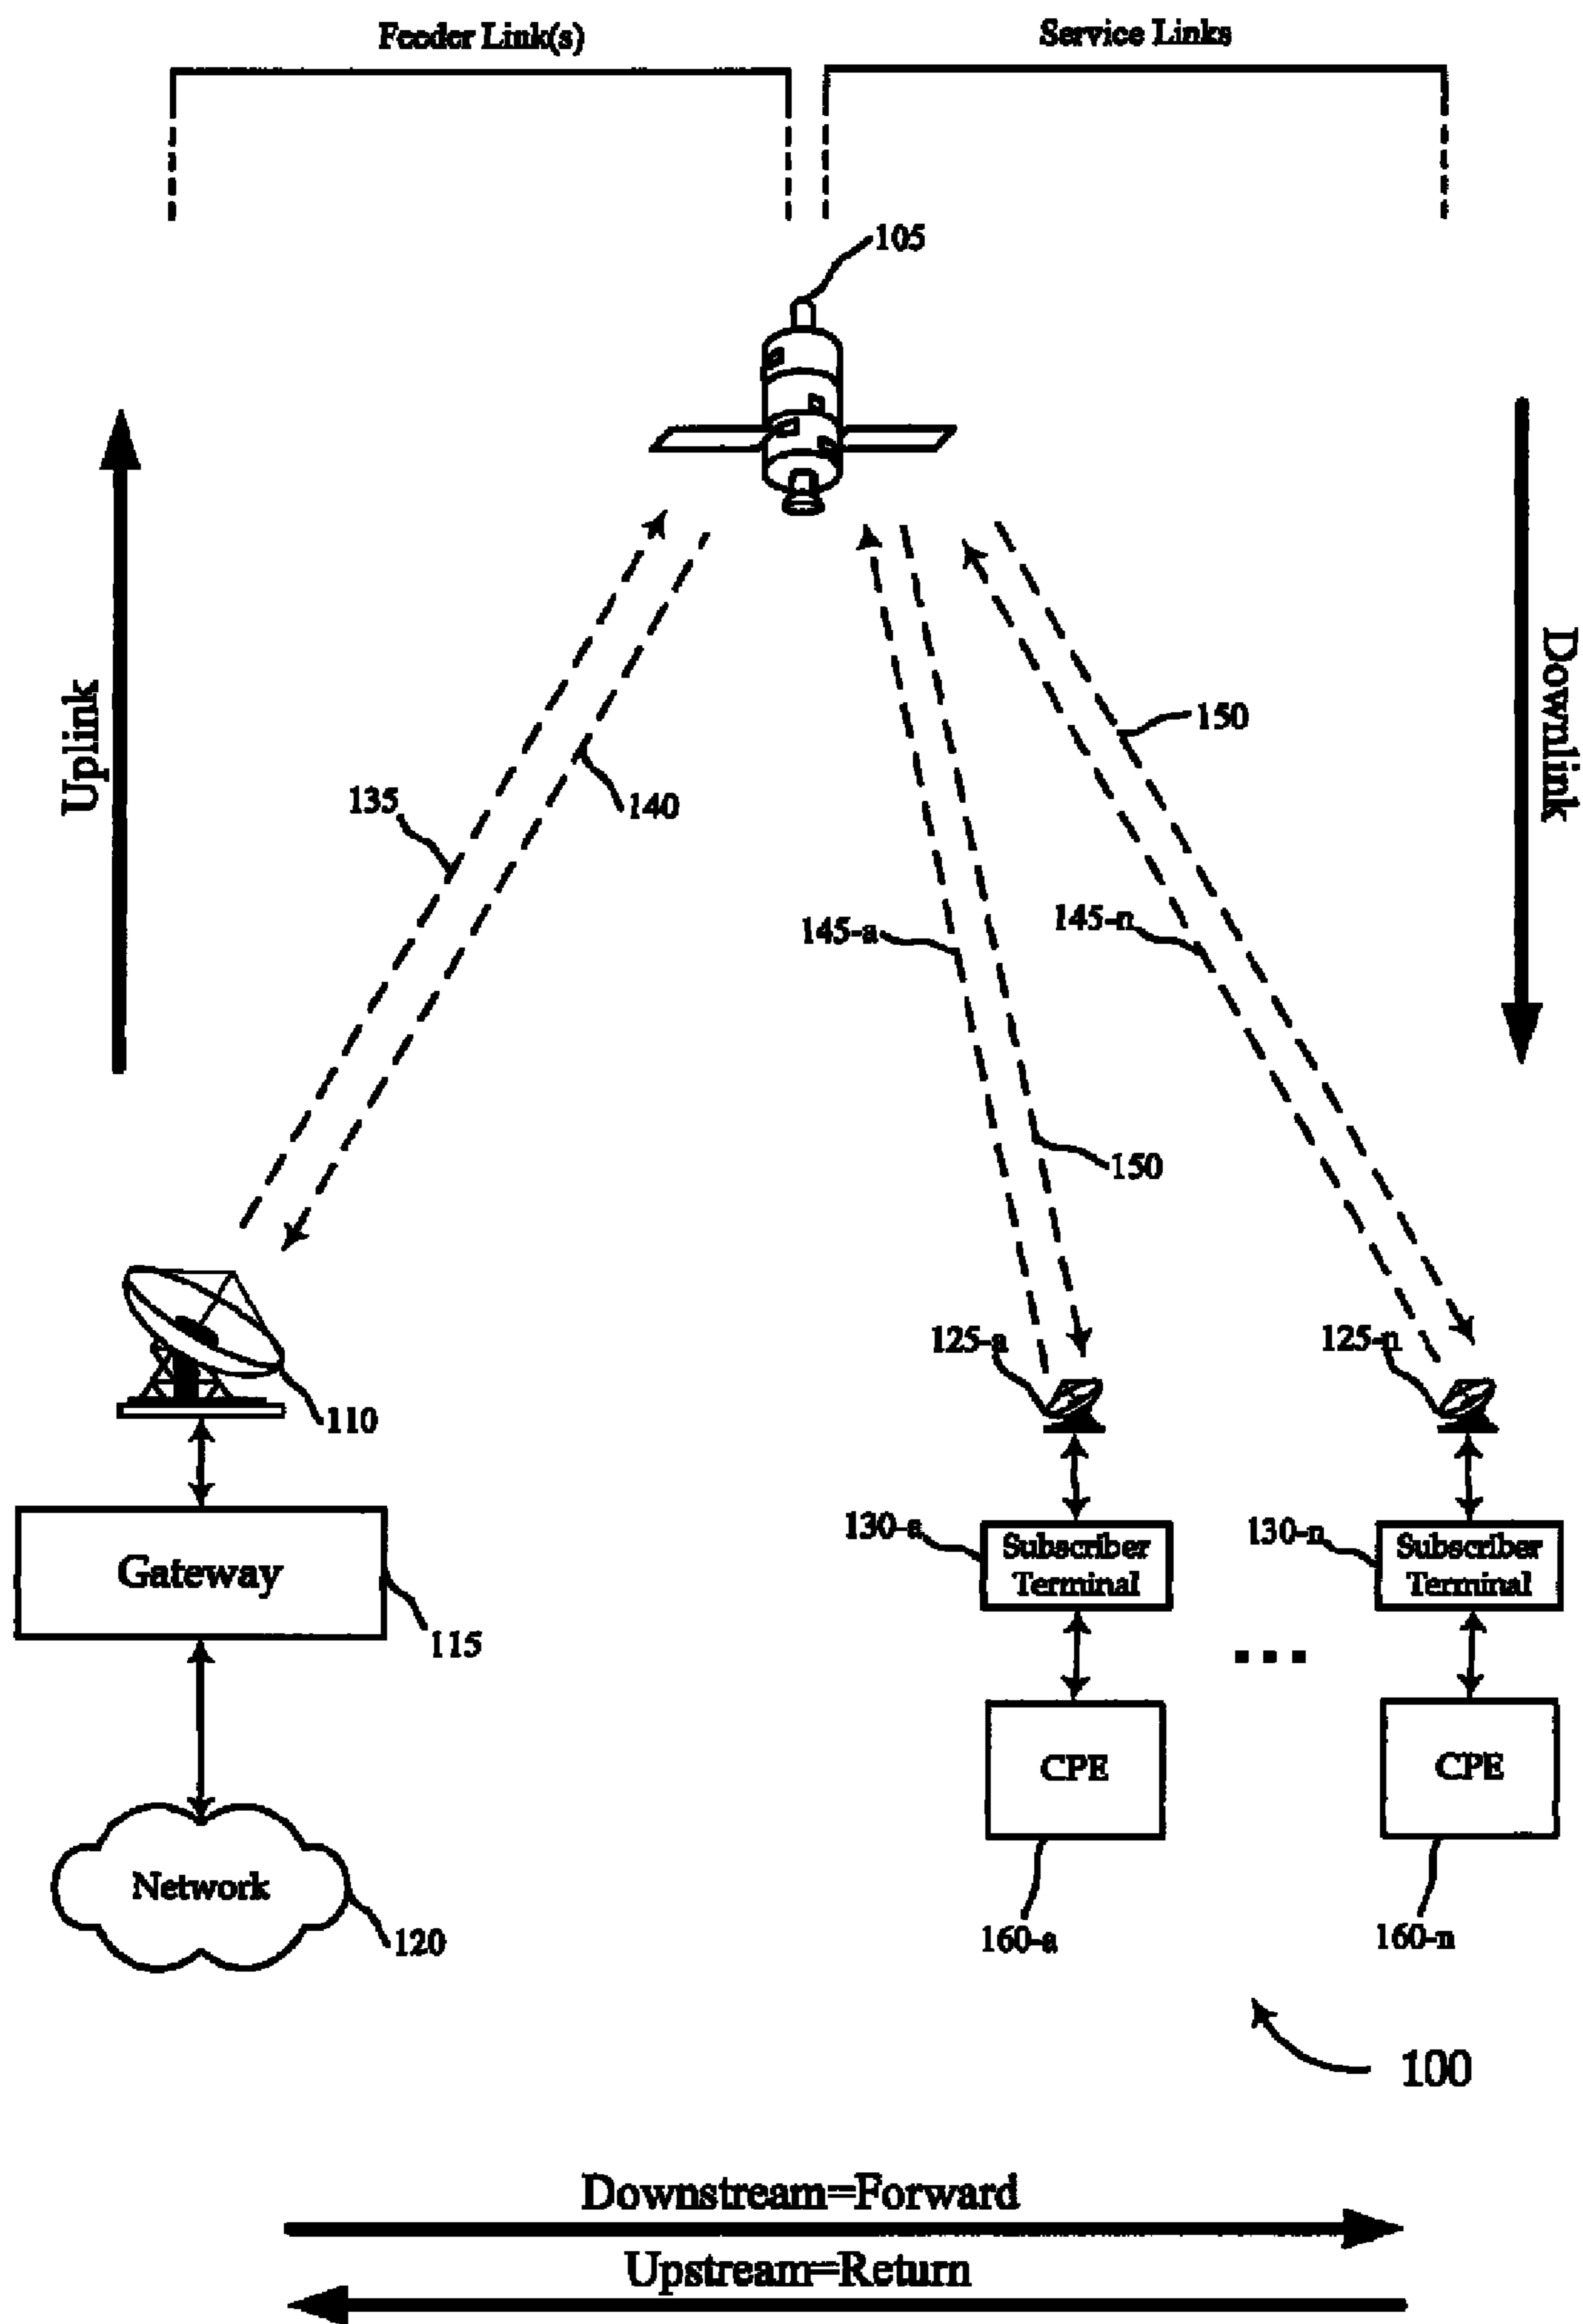 Feeder Link(s)
Service Links
105
Uplink
Downlink
150
135
140
145-a
145-n
150
125-a
125-n
110
130-a
Subscriber
Terminal
130-n
Subscriber
Terminal
Gateway
115
...
CPE
CPE
Network
120
160-a
160-n
100
Downstream=Forward
Upstream=Return